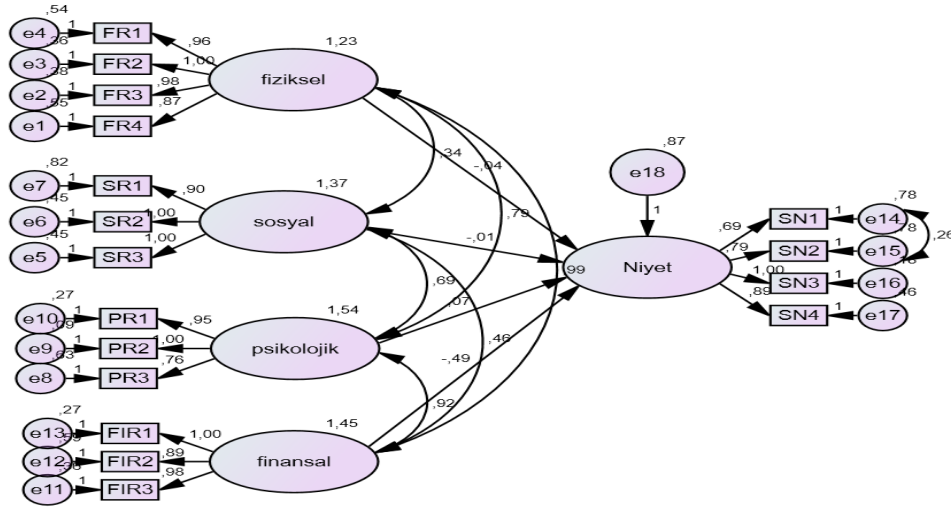 ,54
e4 1 FR1 ,96
,36
e3 1 FR2 1,00
,38
e2 1 FR3 ,98
,55
e1 1 FR4 ,87
1,23
fiziksel
,82
e7 1 SR1 ,90
,45
e6 1 SR2 1,00
,45
e5 1 SR3 1,00
1,37
sosyal
,27
e10 1 PR1 ,95
,09
e9 1 PR2 1,00
,63
e8 1 PR3 ,76
1,54
psikolojik
,27
e13 1 FIR1 1,00
,59
e12 1 FIR2 ,89
e11 1 FIR3 ,98
1,45
finansal
,34
-,04
,79
-,01
,99
,69
,07
,46
-,49
,92
,87
e18
1
Niyet
,69 SN1 1 e14 ,78
,79 SN2 1 e15 ,78
,26
1,00 SN3 1 e16
,89 SN4 1 e17 ,46